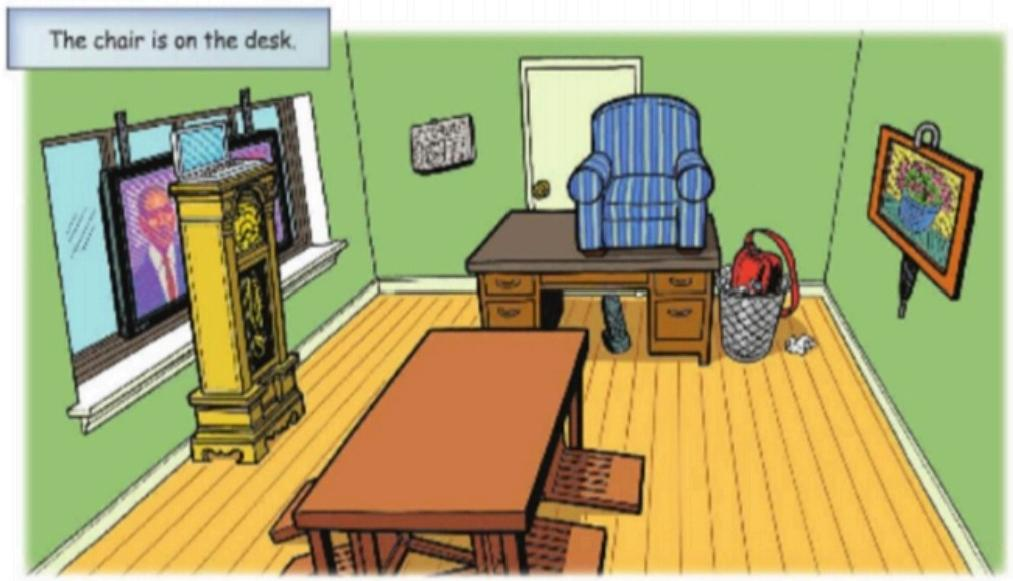 The chair is on the desk.